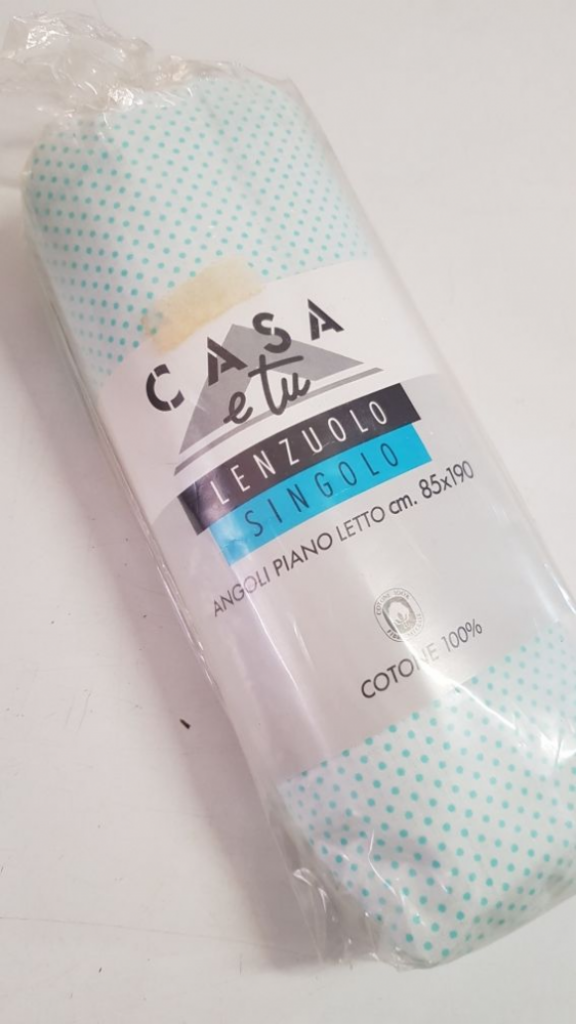 CASA
e tu
LENZUOLO
SINGOLO
ANGOLI PIANO LETTO cm. 85x190
COTONE 100%